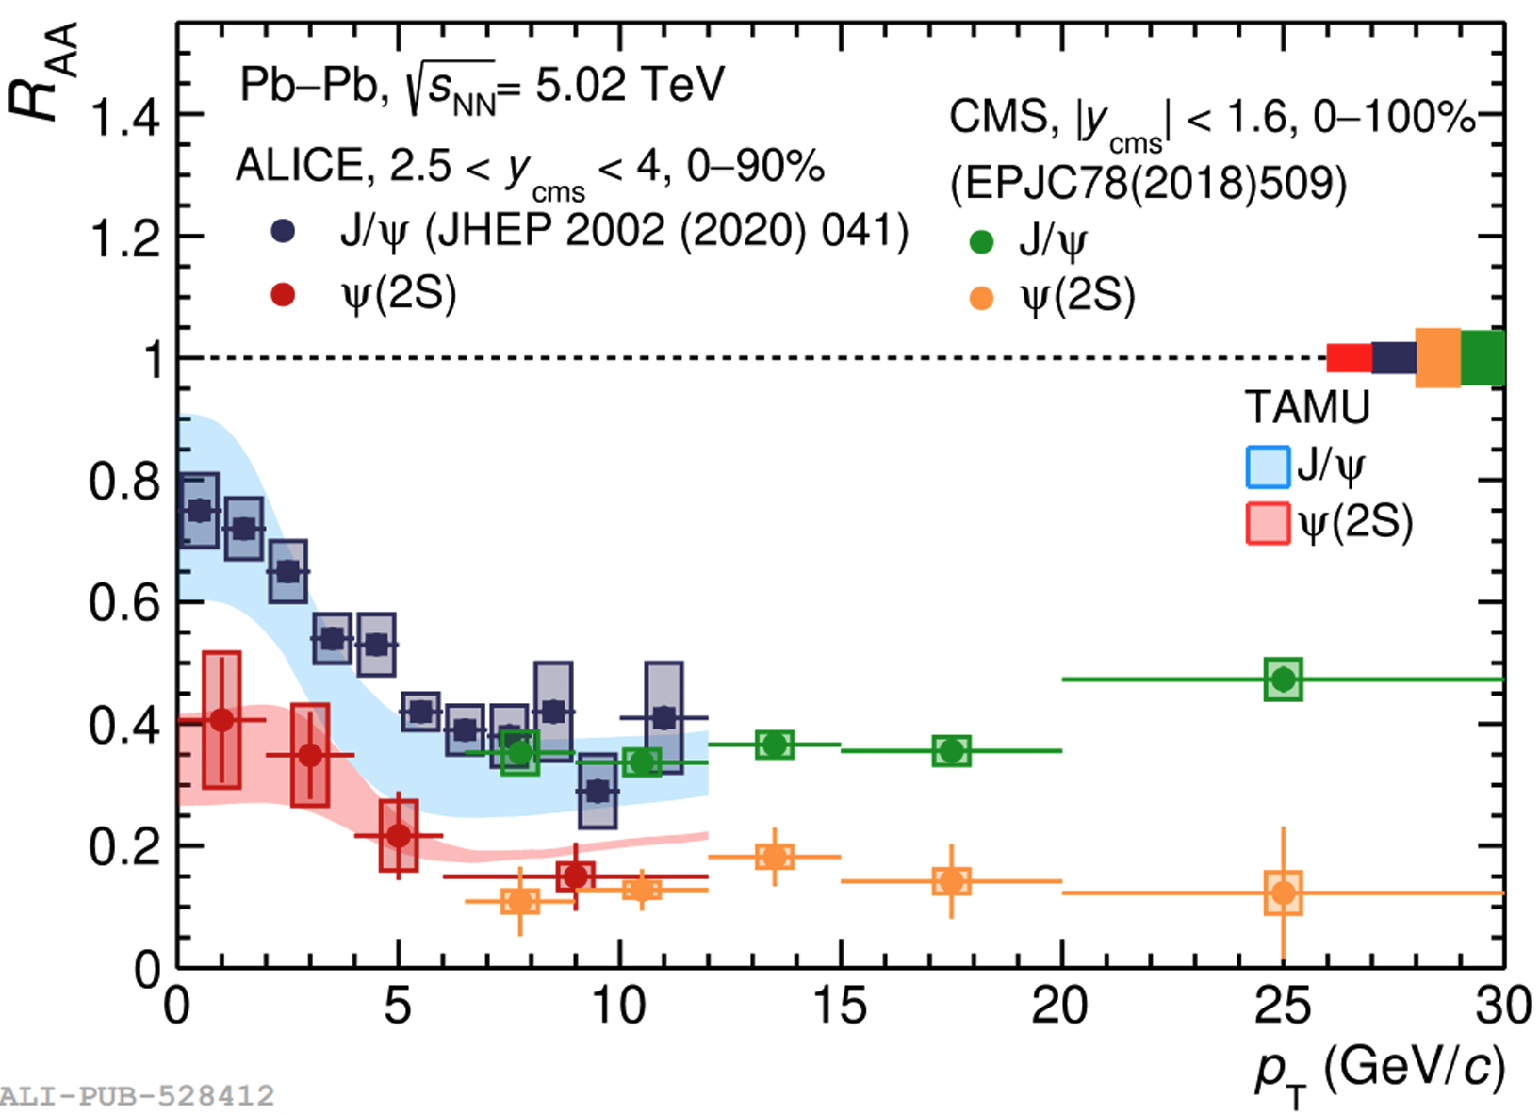 R_AA
Pb–Pb, √s_NN = 5.02 TeV
ALICE, 2.5 < y_cms < 4, 0–90%
J/ψ (JHEP 2002 (2020) 041)
ψ(2S)
CMS, |y_cms| < 1.6, 0–100%
(EPJC78(2018)509)
J/ψ
ψ(2S)
TAMU
J/ψ
ψ(2S)
1.4
1.2
1
0.8
0.6
0.4
0.2
0
0 5 10 15 20 25 30
p_T (GeV/c)
ALI-PUB-528412